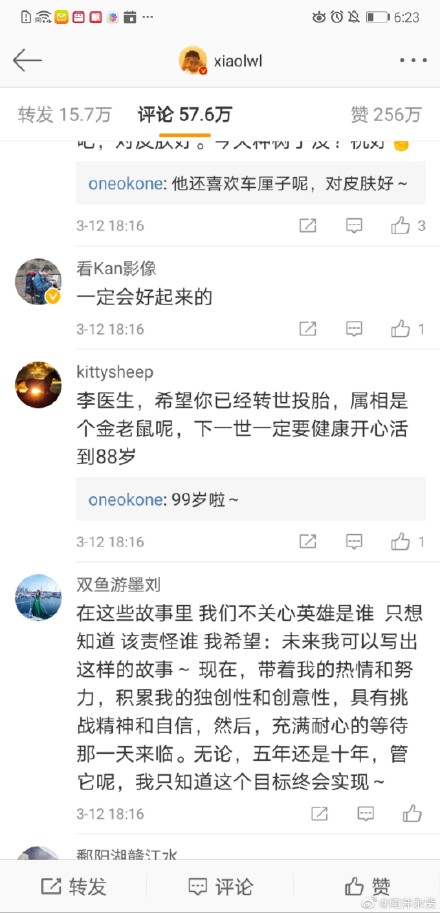 6:23
xiaolwl
转发 15.7万 评论 57.6万 赞 256万
吧，对皮肤好。今天种树了没？祝好
oneokone: 他还喜欢车厘子呢，对皮肤好～
3-12 18:16 3
看Kan影像
一定会好起来的
3-12 18:16 1
kittysheep
李医生，希望你已经转世投胎，属相是
个金老鼠呢，下一世一定要健康开心活
到88岁
oneokone: 99岁啦～
3-12 18:16 1
双鱼游墨刘
在这些故事里 我们不关心英雄是谁 只想
知道 该责怪谁 我希望：未来我可以写出
这样的故事～ 现在，带着我的热情和努
力，积累我的独创性和创意性，具有挑
战精神和自信，然后，充满耐心的等待
那一天来临。无论，五年还是十年，管
它呢，我只知道这个目标终会实现～
3-12 18:16
鄱阳湖赣江水
转发 评论 赞